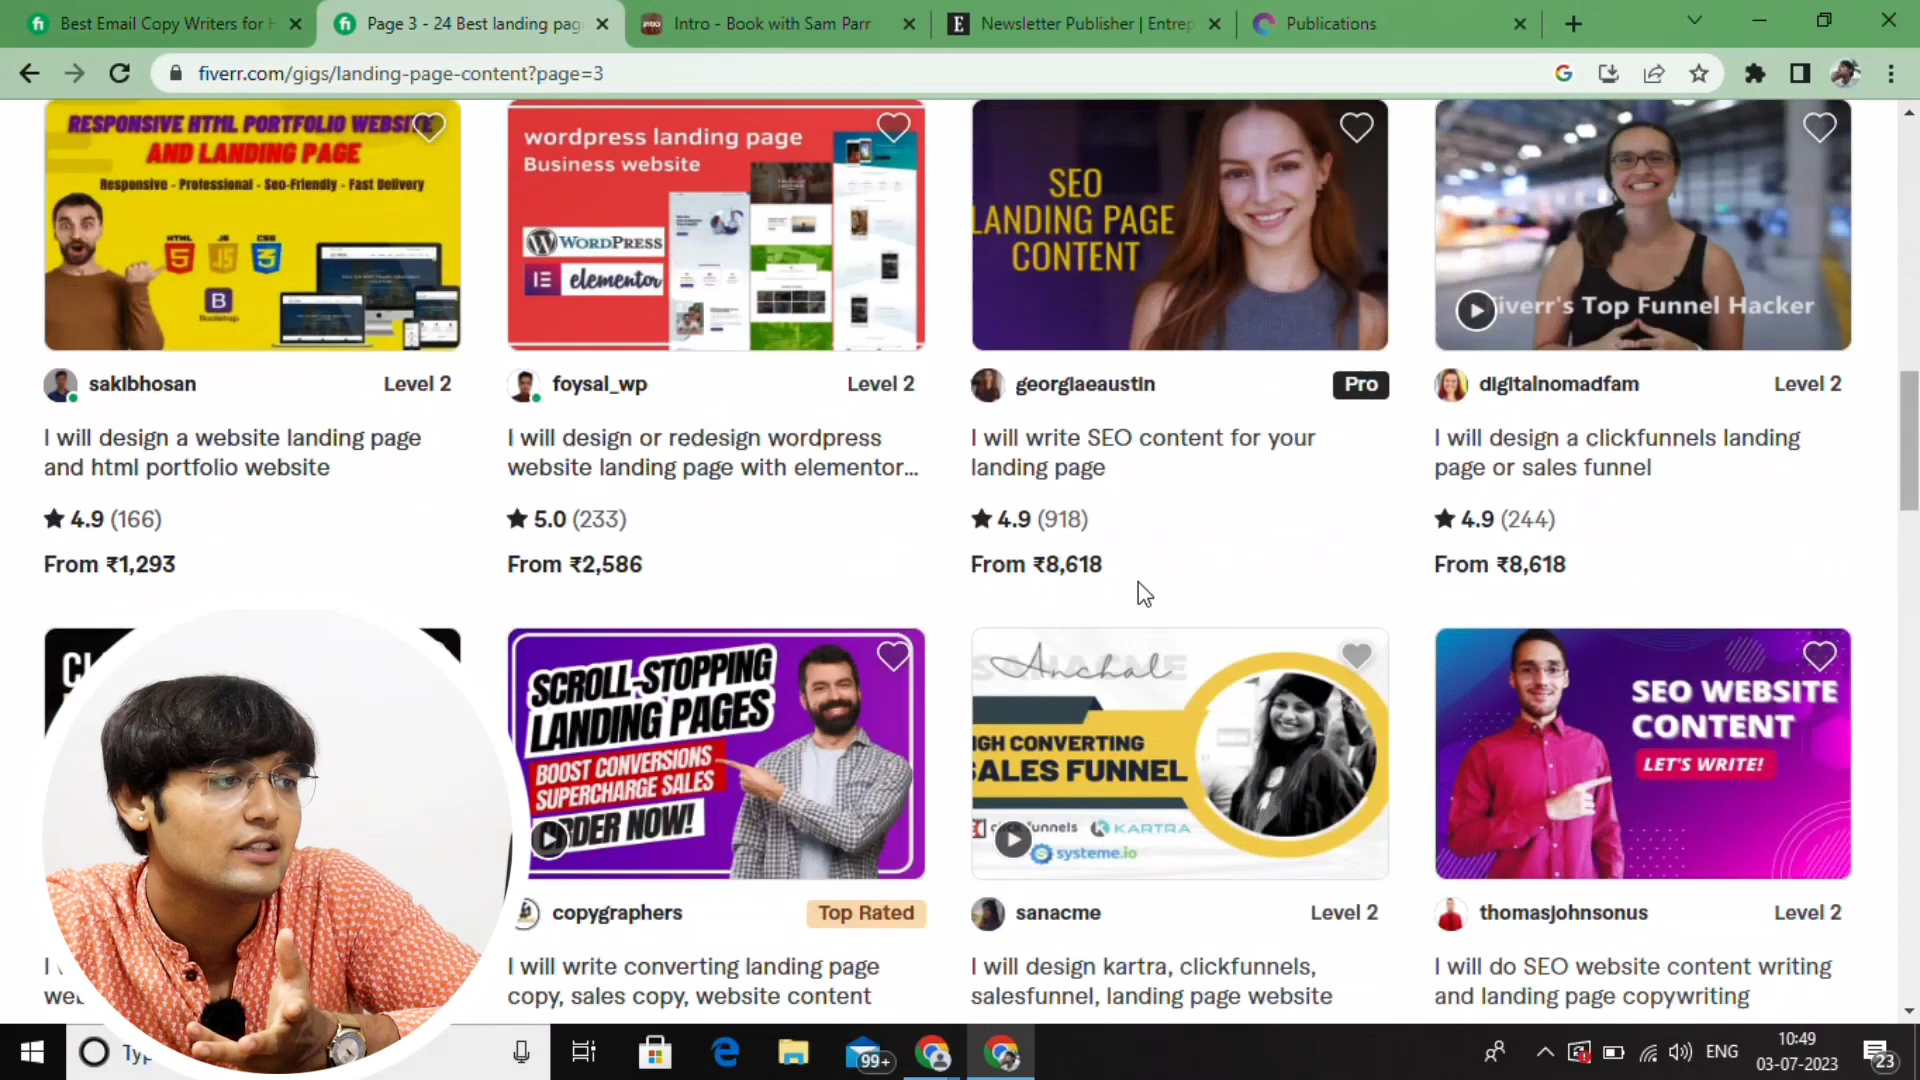 Best Email Copy Writers for H
Page 3 - 24 Best landing pag
Intro - Book with Sam Parr
Newsletter Publisher | Entrep
Publications
fiverr.com/gigs/landing-page-content?page=3
RESPONSIVE HTML PORTFOLIO WEBSITE
AND LANDING PAGE
Responsive - Professional - Seo-Friendly - Fast Delivery
HTML
JS
CSS
Bootstrap
sakibhosan
Level 2
I will design a website landing page
and html portfolio website
4.9 (166)
From ₹1,293
wordpress landing page
Business website
WORDPRESS
elementor
foysal_wp
Level 2
I will design or redesign wordpress
website landing page with elementor...
5.0 (233)
From ₹2,586
SEO
LANDING PAGE
CONTENT
georgiaeaustin
Pro
I will write SEO content for your
landing page
4.9 (918)
From ₹8,618
iverr's Top Funnel Hacker
digitalnomadfam
Level 2
I will design a clickfunnels landing
page or sales funnel
4.9 (244)
From ₹8,618
SCROLL-STOPPING
LANDING PAGES
BOOST CONVERSIONS
SUPERCHARGE SALES
ORDER NOW!
copygraphers
Top Rated
I will write converting landing page
copy, sales copy, website content
Anchal
IGH CONVERTING
SALES FUNNEL
click funnels
KARTRA
systeme.io
sanacme
Level 2
I will design kartra, clickfunnels,
salesfunnel, landing page website
SEO WEBSITE
CONTENT
LET'S WRITE!
thomasjohnsonus
Level 2
I will do SEO website content writing
and landing page copywriting
99+
ENG
10:49
03-07-2023
23